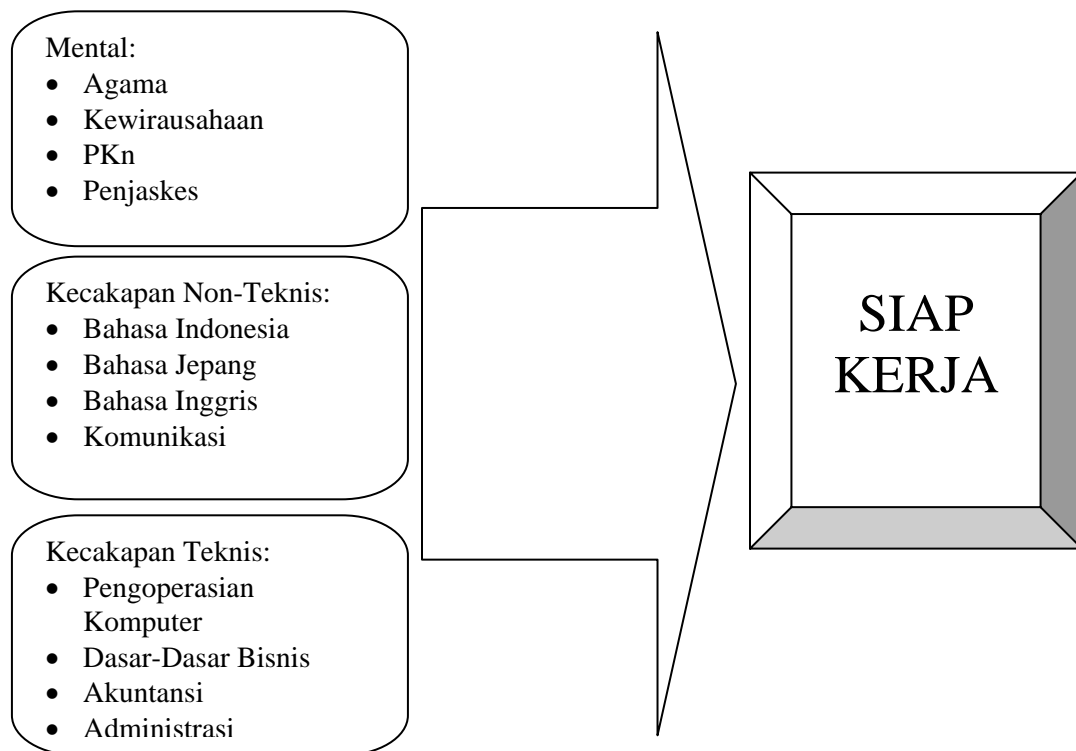 Mental:
• Agama
• Kewirausahaan
• PKn
• Penjaskes
Kecakapan Non-Teknis:
• Bahasa Indonesia
• Bahasa Jepang
• Bahasa Inggris
• Komunikasi
Kecakapan Teknis:
• Pengoperasian
Komputer
• Dasar-Dasar Bisnis
• Akuntansi
• Administrasi
SIAP
KERJA